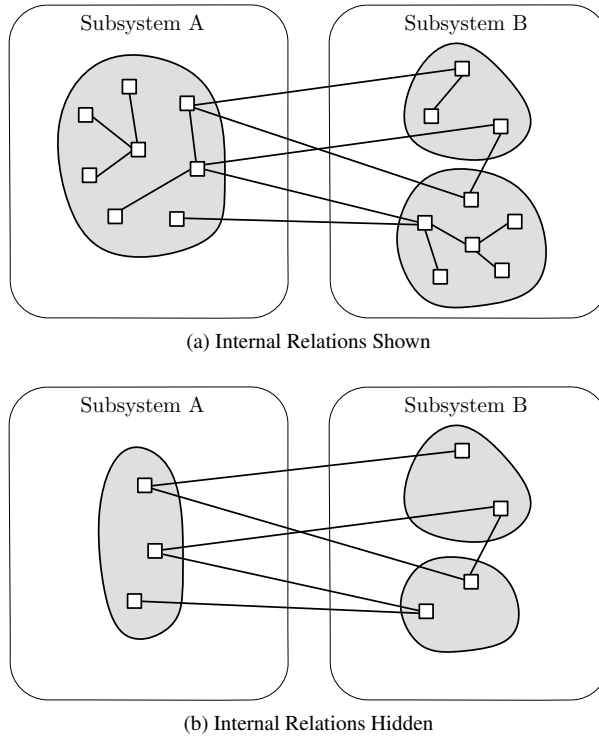 Subsystem A
Subsystem B
(a) Internal Relations Shown
Subsystem A
Subsystem B
(b) Internal Relations Hidden